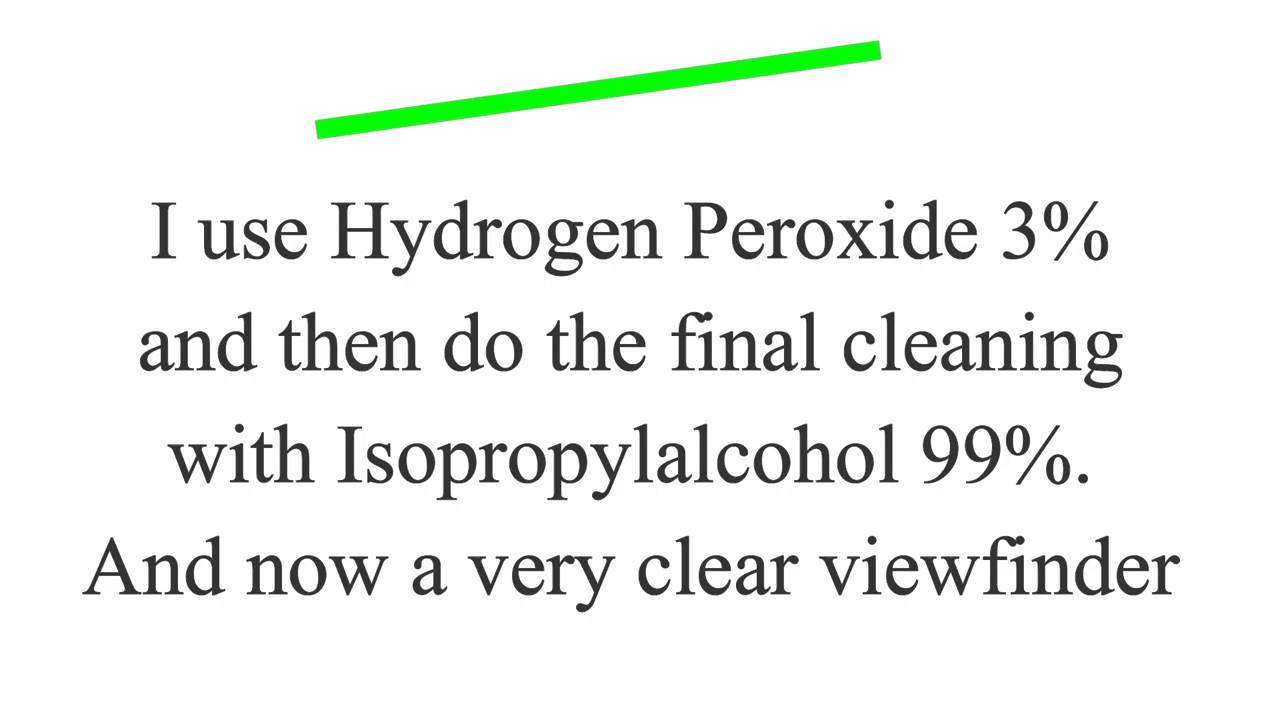 I use Hydrogen Peroxide 3%
and then do the final cleaning
with Isopropylalcohol 99%.
And now a very clear viewfinder